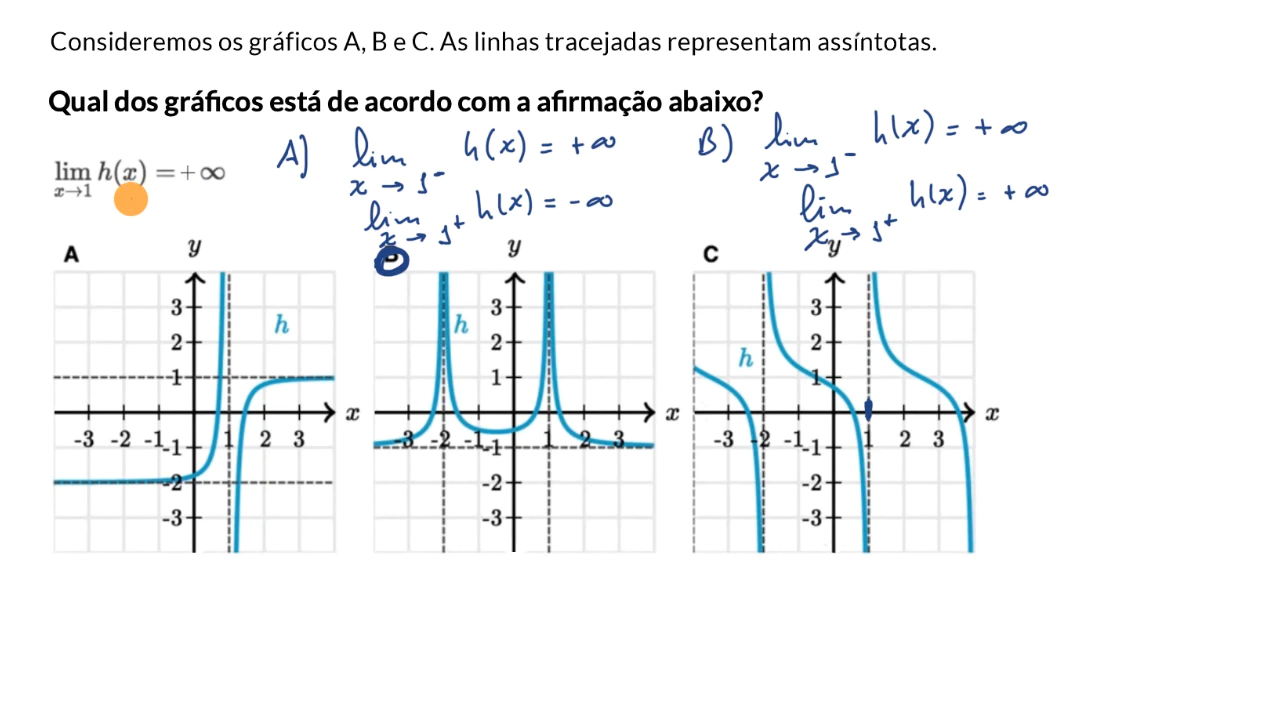 Consideremos os gráficos A, B e C. As linhas tracejadas representam assíntotas.
Qual dos gráficos está de acordo com a afirmação abaixo?
lim h(x) = +∞
x→1
A) lim h(x) = +∞
x → 1⁻
lim h(x) = -∞
x → 1⁺
B) lim h(x) = +∞
x → 1⁻
lim h(x) = +∞
x → 1⁺
A
y
3
2
1
-1
-2
-3
-3 -2 -1 1 2 3
h
x
B
y
3
2
1
-1
-2
-3
-3 -2 -1 1 2 3
h
x
C
y
3
2
1
-1
-2
-3
-3 -2 -1 1 2 3
h
x